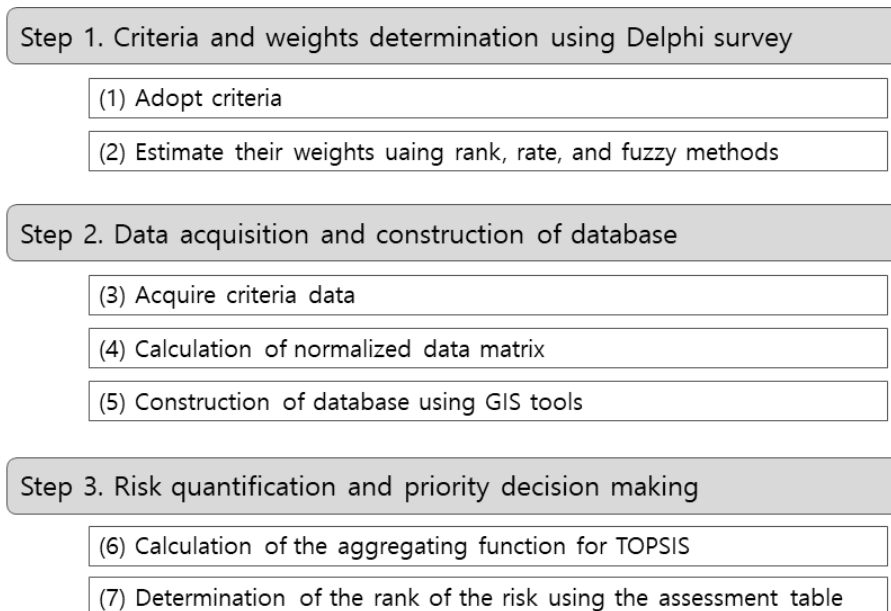 Step 1. Criteria and weights determination using Delphi survey
(1) Adopt criteria
(2) Estimate their weights uaing rank, rate, and fuzzy methods
Step 2. Data acquisition and construction of database
(3) Acquire criteria data
(4) Calculation of normalized data matrix
(5) Construction of database using GIS tools
Step 3. Risk quantification and priority decision making
(6) Calculation of the aggregating function for TOPSIS
(7) Determination of the rank of the risk using the assessment table